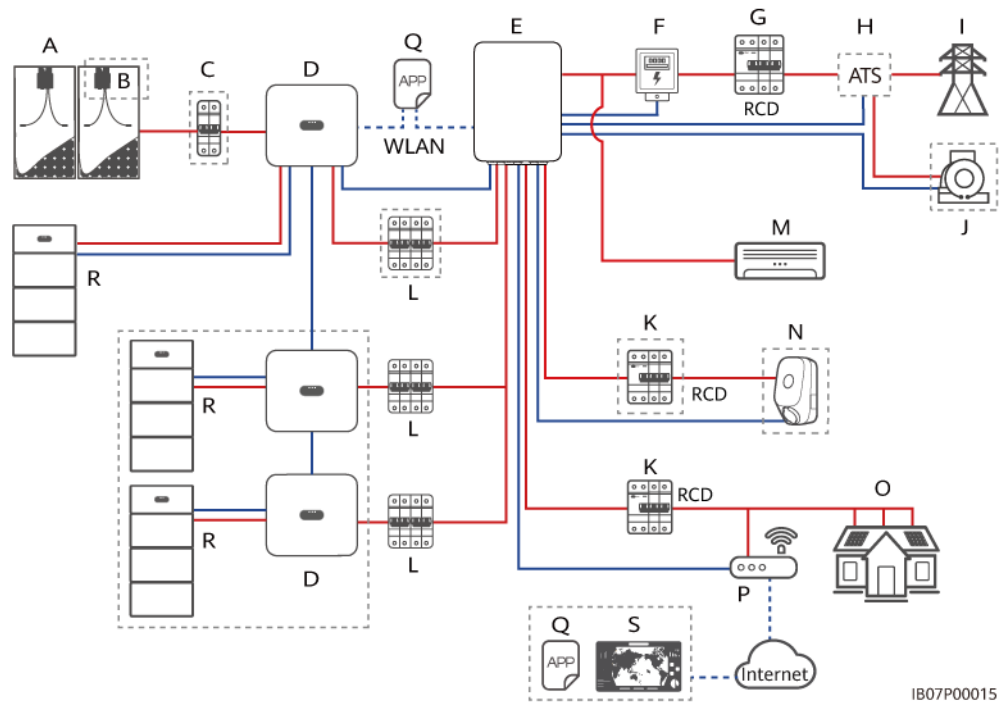 A
B
C
D
Q
APP
WLAN
E
F
G
RCD
H
ATS
I
J
R
L
M
K
RCD
N
R
L
K
RCD
O
R
L
D
P
Q
APP
S
Internet
IB07P00015